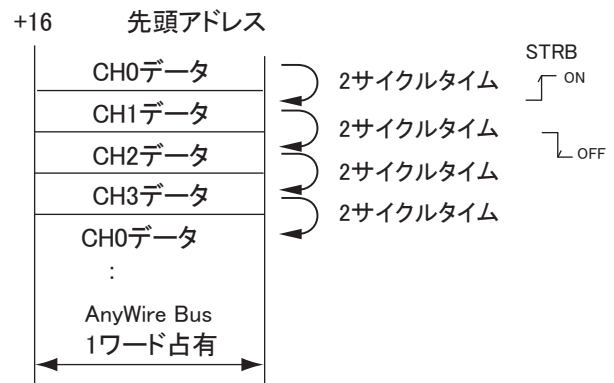 +16 先頭アドレス
STRB
CH0データ 2サイクルタイム ON
CH1データ 2サイクルタイム OFF
CH2データ 2サイクルタイム
CH3データ 2サイクルタイム
CH0データ
:
AnyWire Bus
1ワード占有